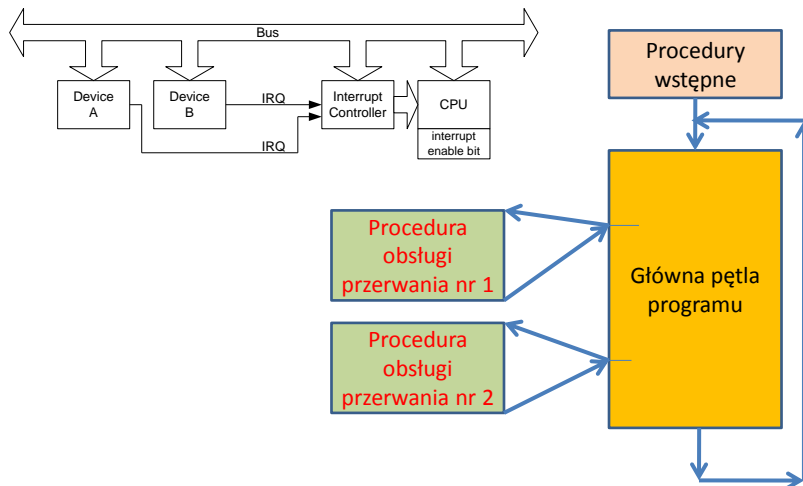 Bus
Device
A
Device
B
IRQ
IRQ
Interrupt
Controller
CPU
interrupt
enable bit
Procedury
wstępne
Procedura
obsługi
przerwania nr 1
Główna pętla
programu
Procedura
obsługi
przerwania nr 2